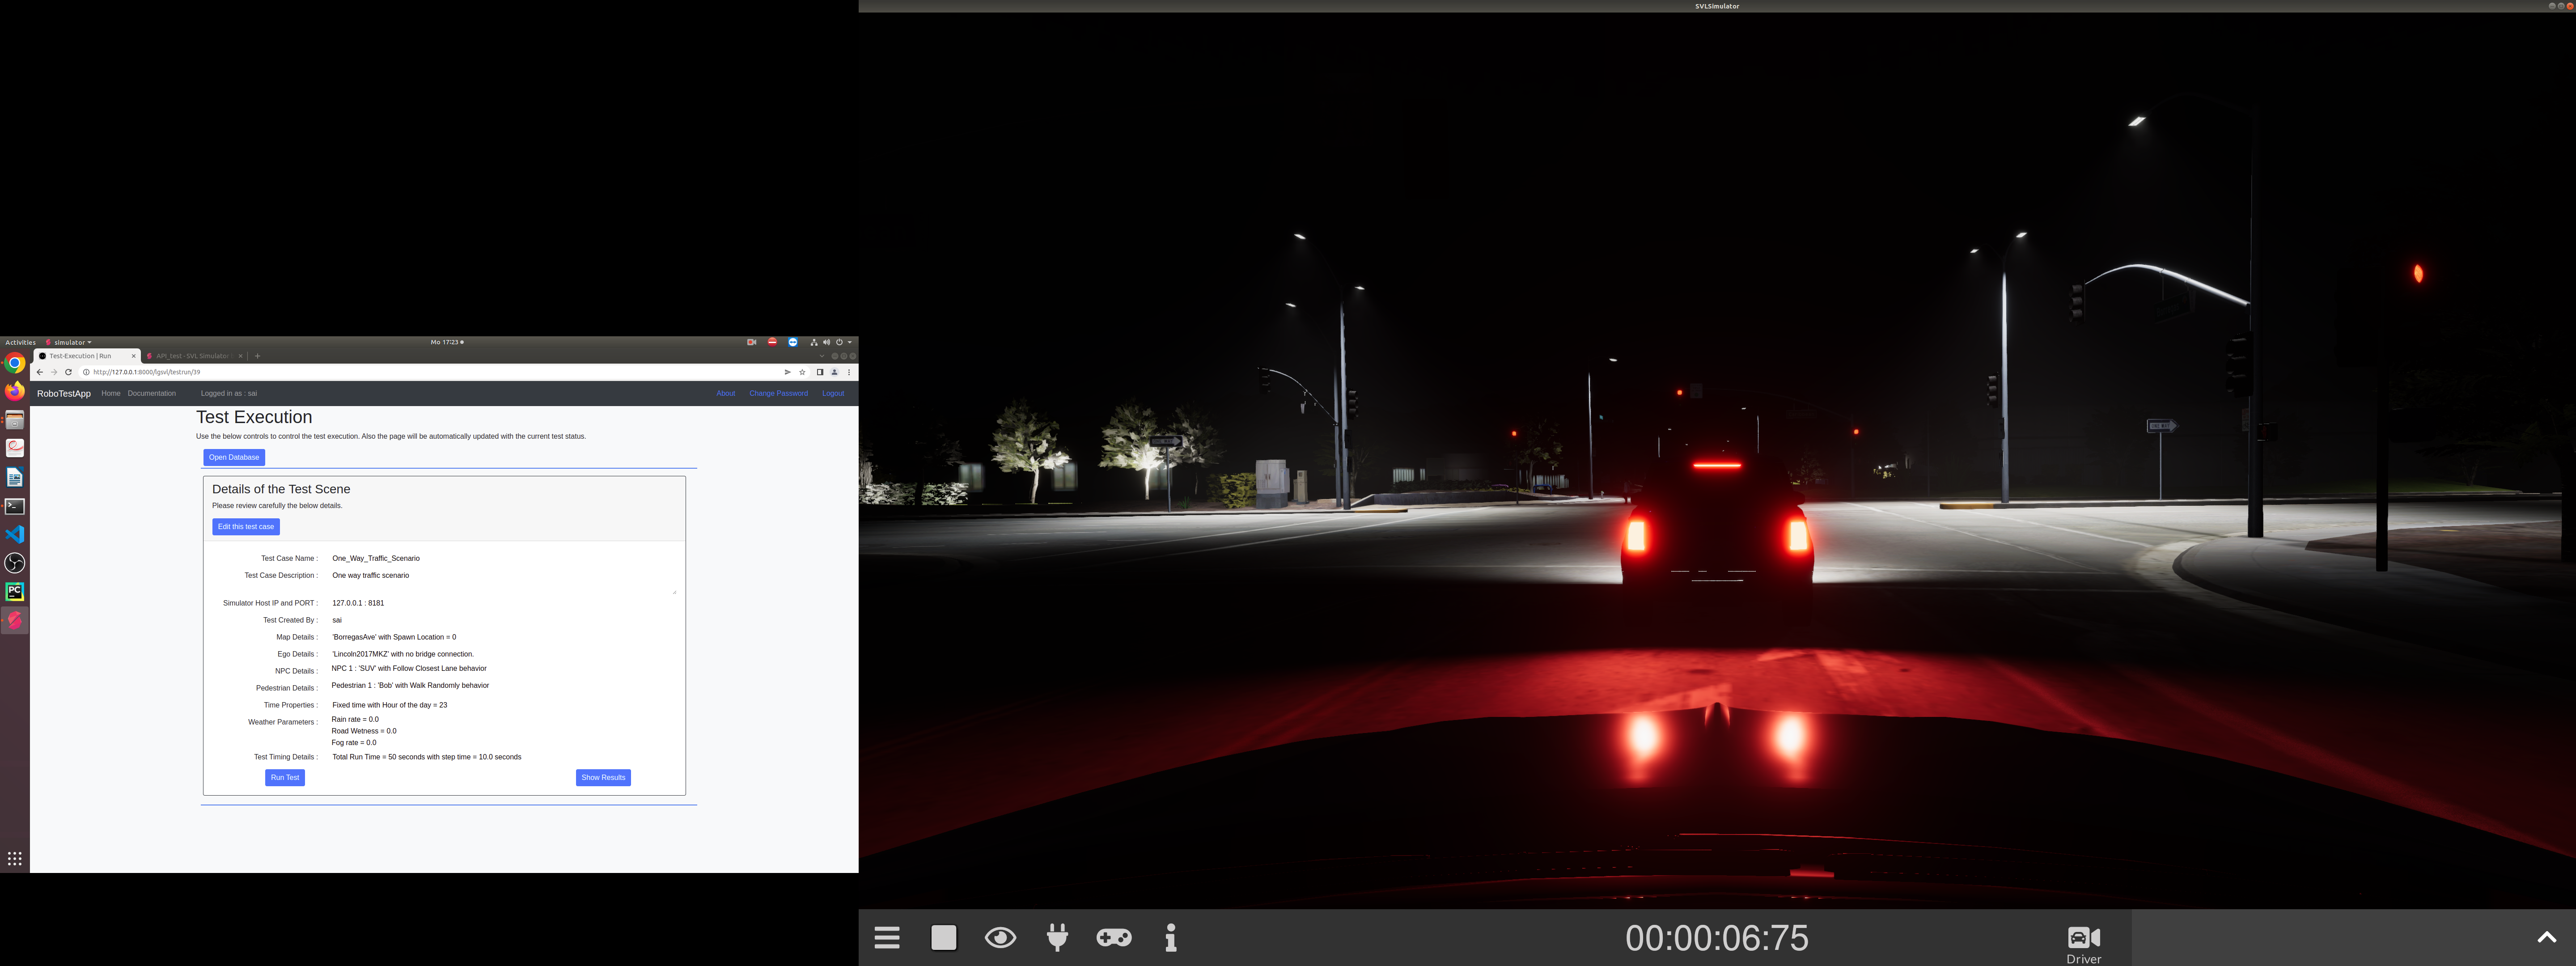 SVLSimulator
Activities
simulator
Mo 17:23
Test-Execution | Run
API_test - SVL Simulator
http://127.0.0.1:8000/lgsvl/testrun/39
RoboTestApp Home Documentation Logged in as : sai About Change Password Logout
Test Execution
Use the below controls to control the test execution. Also the page will be automatically updated with the current test status.
Open Database
Details of the Test Scene
Please review carefully the below details.
Edit this test case
Test Case Name : One_Way_Traffic_Scenario
Test Case Description : One way traffic scenario
Simulator Host IP and PORT : 127.0.0.1 : 8181
Test Created By : sai
Map Details : 'BorregasAve' with Spawn Location = 0
Ego Details : 'Lincoln2017MKZ' with no bridge connection.
NPC Details : NPC 1 : 'SUV' with Follow Closest Lane behavior
Pedestrian Details : Pedestrian 1 : 'Bob' with Walk Randomly behavior
Time Properties : Fixed time with Hour of the day = 23
Weather Parameters : Rain rate = 0.0
Road Wetness = 0.0
Fog rate = 0.0
Test Timing Details : Total Run Time = 50 seconds with step time = 10.0 seconds
Run Test
Show Results
PC
ONE WAY
00:00:06:75
Driver